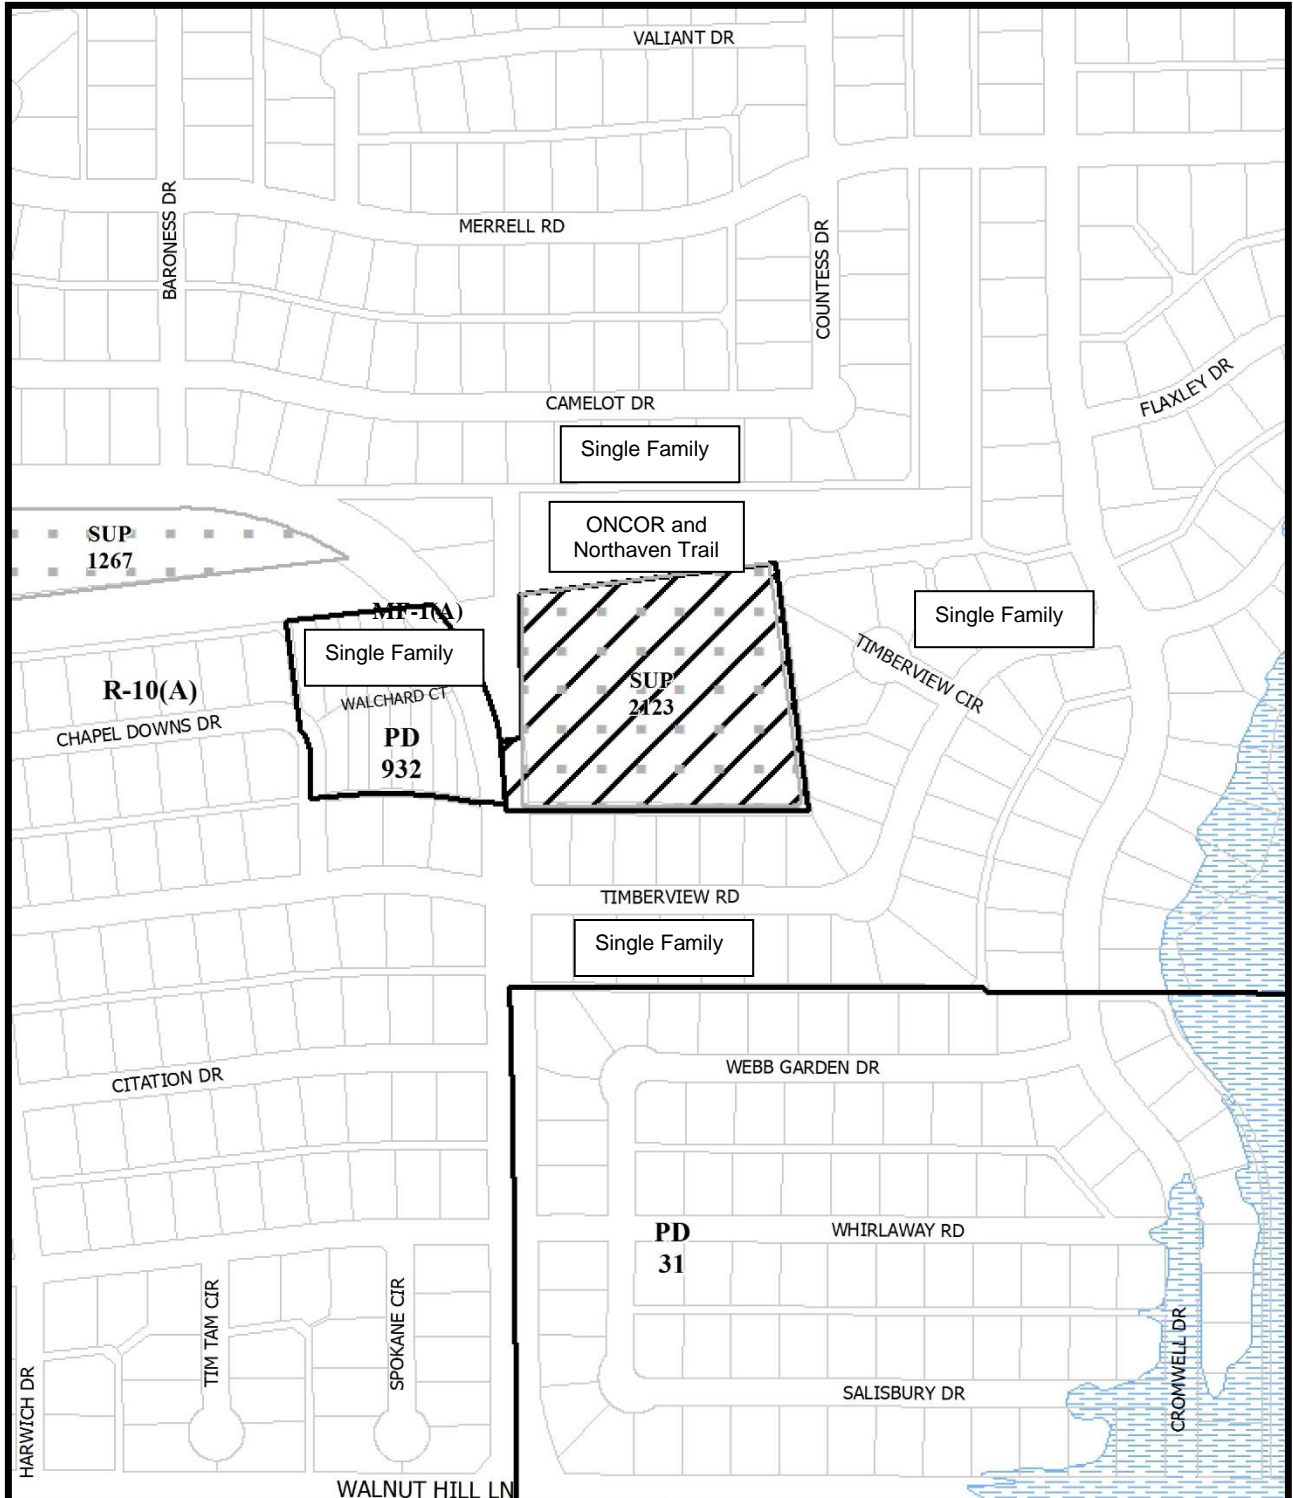 VALIANT DR
BARONESS DR
MERRELL RD
COUNTESS DR
FLAXLEY DR
CAMELOT DR
Single Family
ONCOR and
Northaven Trail
SUP
1267
MF-1(A)
Single Family
Single Family
TIMBERVIEW CIR
R-10(A)
SUP
2123
WALCHARD CT
CHAPEL DOWNS DR
PD
932
TIMBERVIEW RD
Single Family
WEBB GARDEN DR
CITATION DR
PD
31
WHIRLAWAY RD
TIM TAM CIR
SPOKANE CIR
CROMWELL DR
HARWICH DR
SALISBURY DR
WALNUT HILL LN